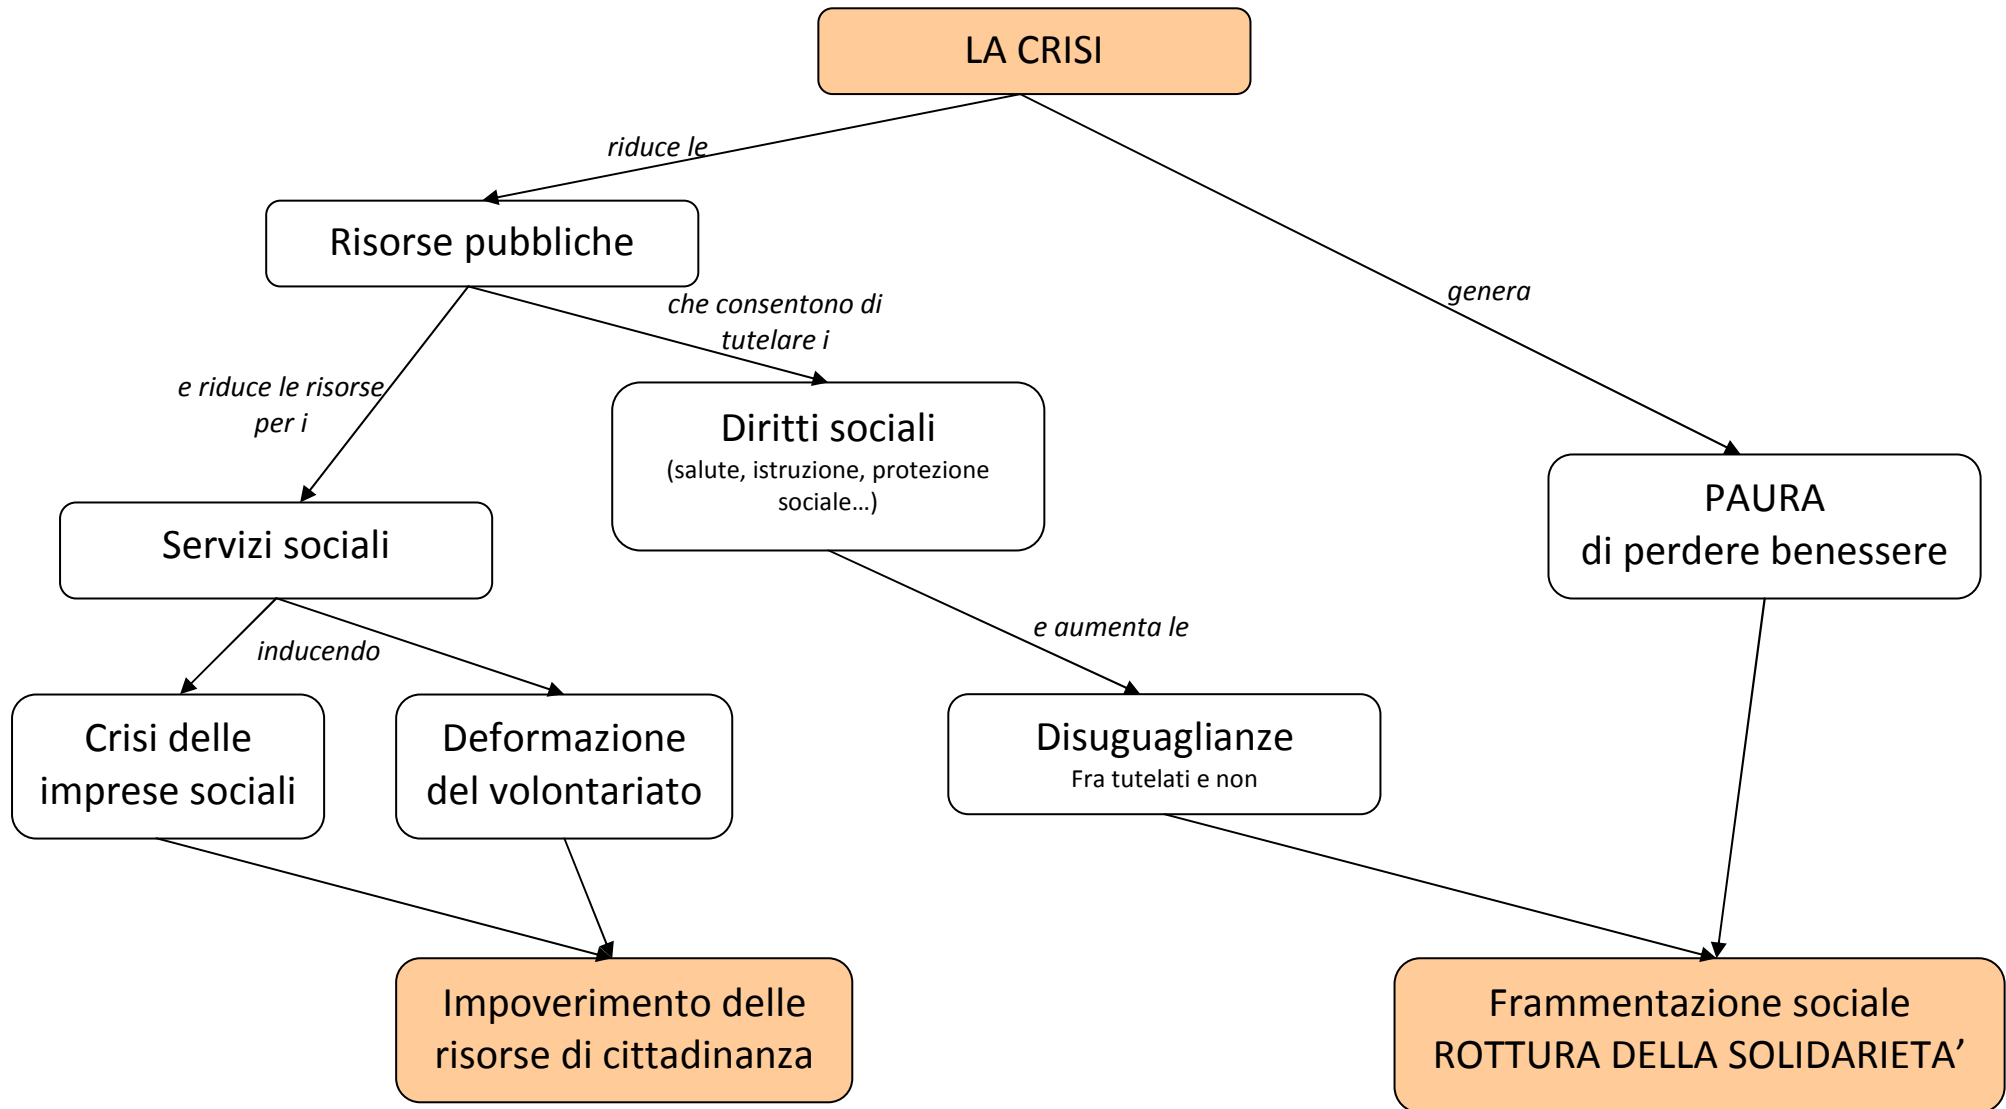 LA CRISI
riduce le
Risorse pubbliche
genera
che consentono di
tutelare i
e riduce le risorse
per i
Diritti sociali
(salute, istruzione, protezione
sociale…)
PAURA
di perdere benessere
Servizi sociali
e aumenta le
inducendo
Crisi delle
imprese sociali
Deformazione
del volontariato
Disuguaglianze
Fra tutelati e non
Impoverimento delle
risorse di cittadinanza
Frammentazione sociale
ROTTURA DELLA SOLIDARIETA’